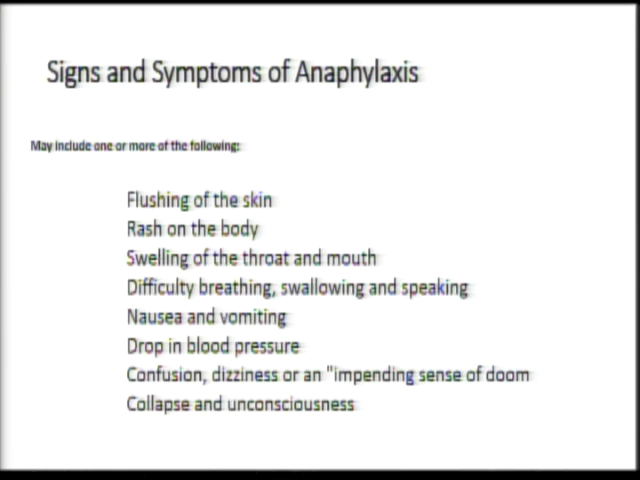 Signs and Symptoms of Anaphylaxis
May include one or more of the following:
Flushing of the skin
Rash on the body
Swelling of the throat and mouth
Difficulty breathing, swallowing and speaking
Nausea and vomiting
Drop in blood pressure
Confusion, dizziness or an "impending sense of doom
Collapse and unconsciousness